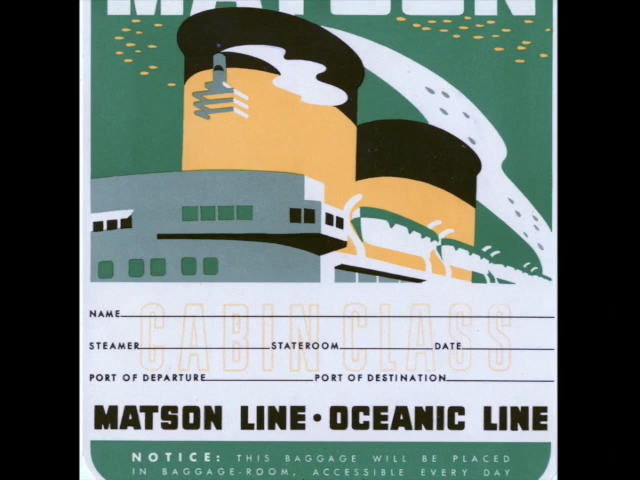 MATSON
NAME
STEAMER STATEROOM DATE
CABIN CLASS
PORT OF DEPARTURE PORT OF DESTINATION
MATSON LINE • OCEANIC LINE
NOTICE: THIS BAGGAGE WILL BE PLACED
IN BAGGAGE-ROOM, ACCESSIBLE EVERY DAY